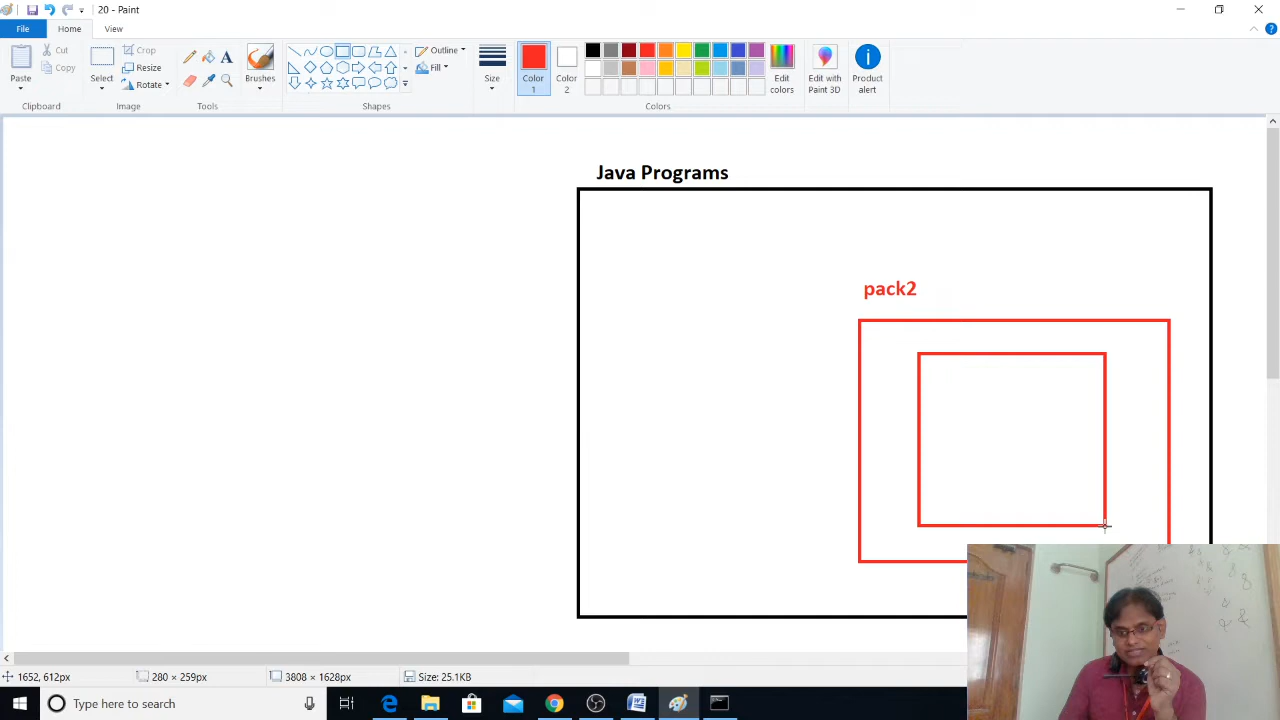 20 - Paint
File
Home
View
Paste
Cut
Copy
Clipboard
Select
Crop
Resize
Rotate
Image
Tools
Brushes
Shapes
Outline
Fill
Size
Color
1
Color
2
Edit
colors
Colors
Edit with
Paint 3D
Product
alert
Java Programs
pack2
1652, 612px
280 × 259px
3808 × 1628px
Size: 25.1KB
Type here to search